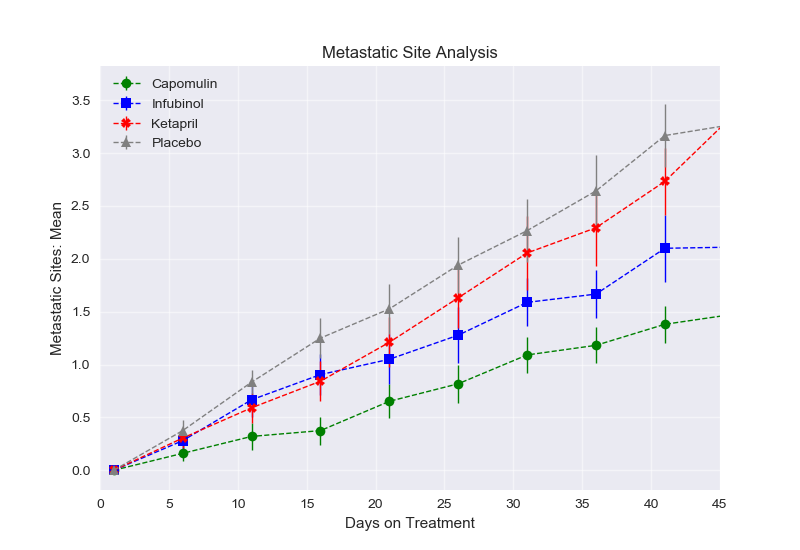 Metastatic Site Analysis
Capomulin
Infubinol
Ketapril
Placebo
Metastatic Sites: Mean
3.5
3.0
2.5
2.0
1.5
1.0
0.5
0.0
0 5 10 15 20 25 30 35 40 45
Days on Treatment